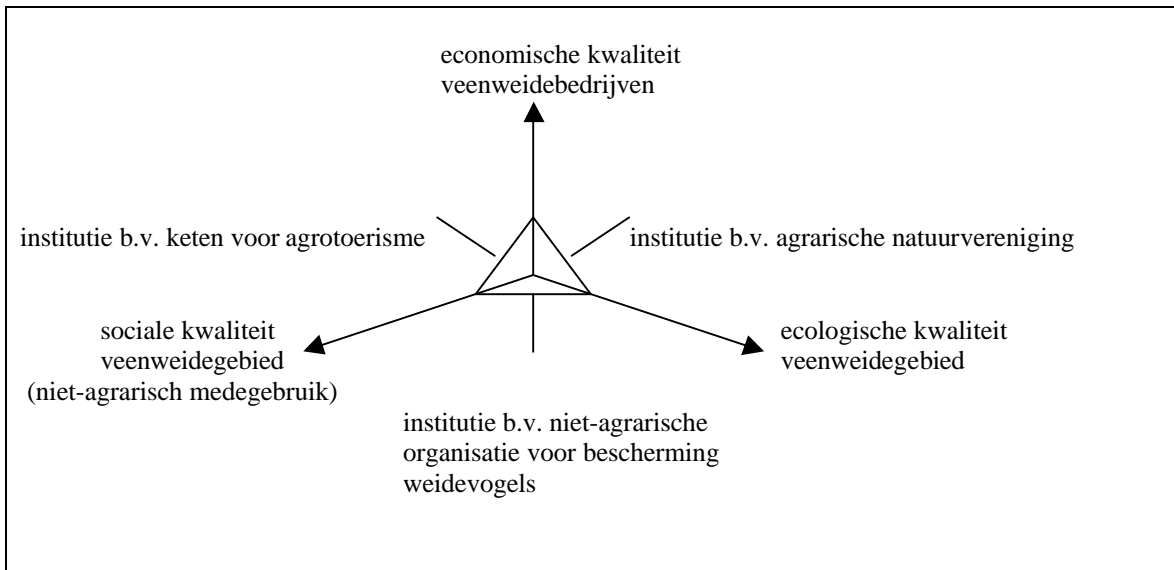 economische kwaliteit
veenweidebedrijven
institutie b.v. keten voor agrotoerisme
institutie b.v. agrarische natuurvereniging
sociale kwaliteit
veenweidegebied
(niet-agrarisch medegebruik)
ecologische kwaliteit
veenweidegebied
institutie b.v. niet-agrarische
organisatie voor bescherming
weidevogels